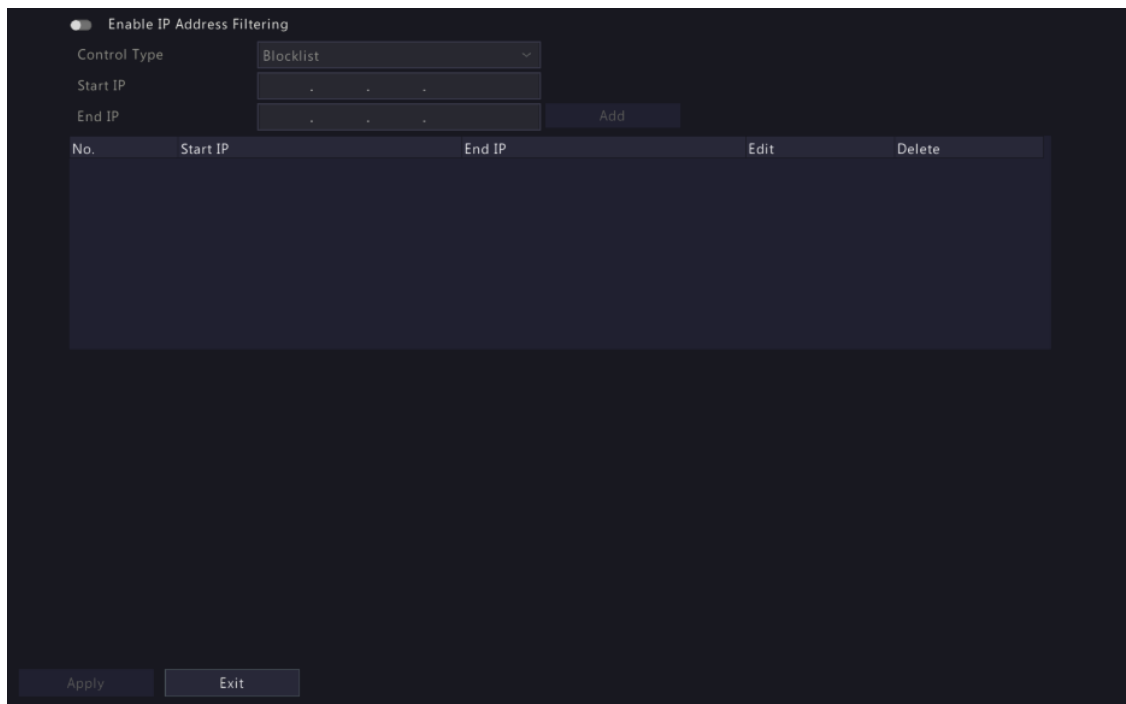 Enable IP Address Filtering
Control Type Blocklist
Start IP . . .
End IP . . . Add
No. Start IP End IP Edit Delete
Apply Exit